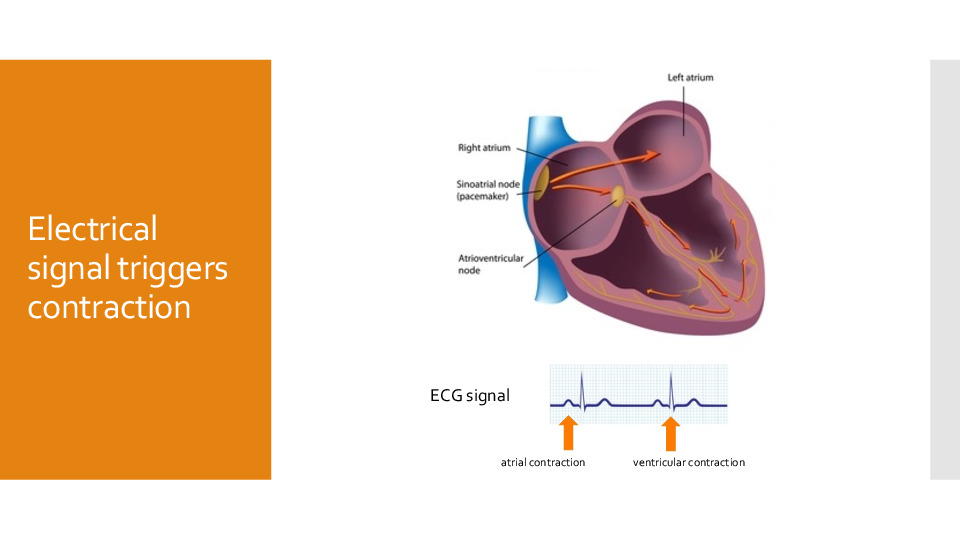 Electrical
signal triggers
contraction
Left atrium
Right atrium
Sinoatrial node
(pacemaker)
Atrioventricular
node
ECG signal
atrial contraction
ventricular contraction